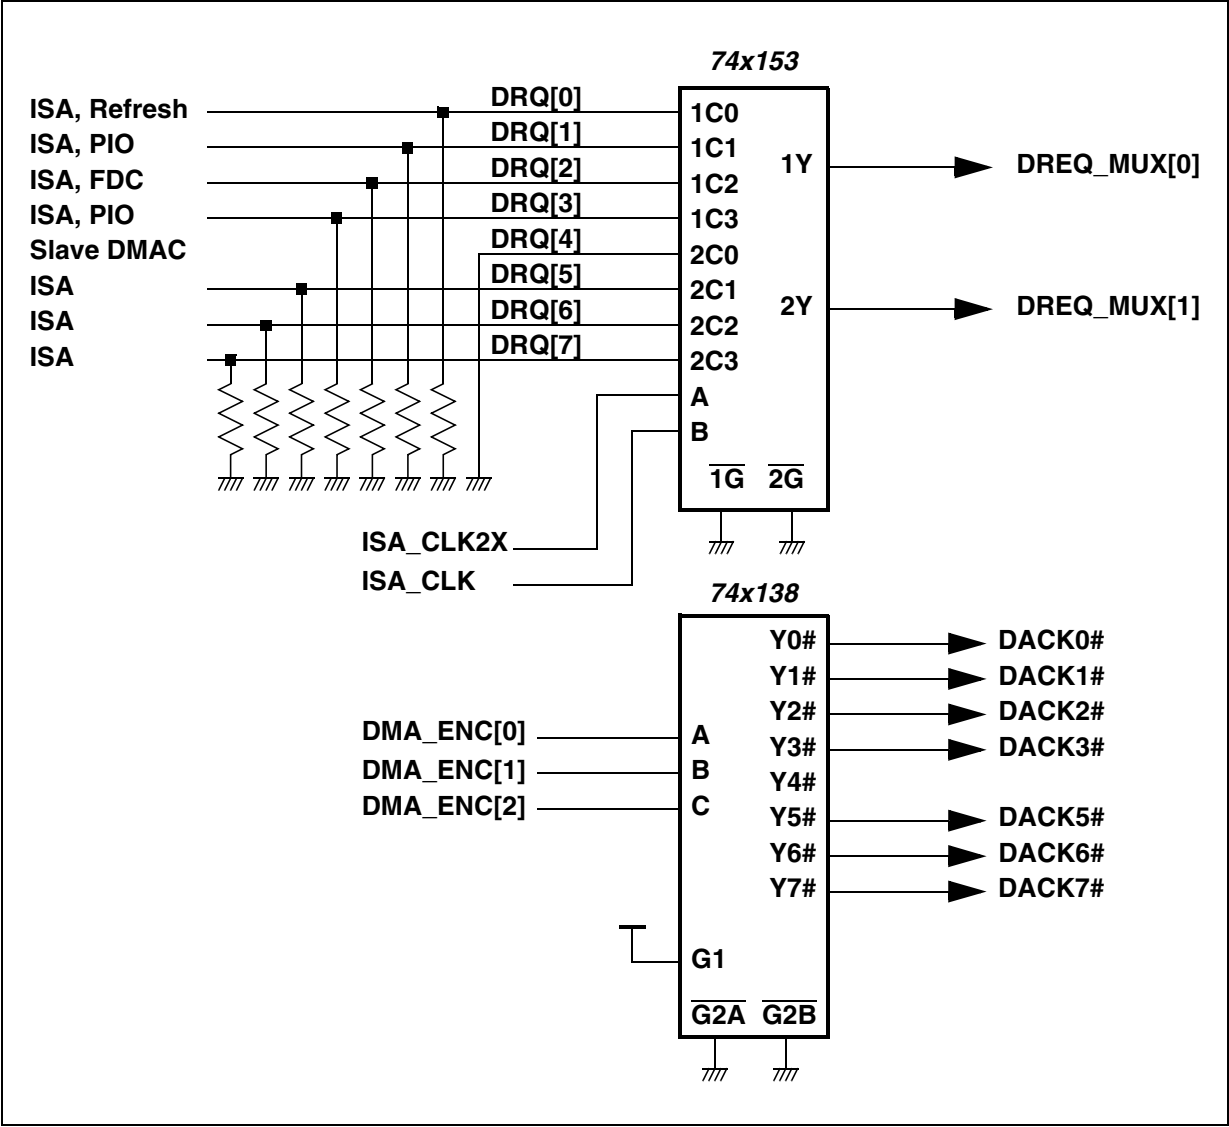 74x153
ISA, Refresh DRQ[0] 1C0
ISA, PIO DRQ[1] 1C1
1Y DREQ_MUX[0]
ISA, FDC DRQ[2] 1C2
ISA, PIO DRQ[3] 1C3
Slave DMAC DRQ[4] 2C0
ISA DRQ[5] 2C1
2Y DREQ_MUX[1]
ISA DRQ[6] 2C2
ISA DRQ[7] 2C3
A
B
1G 2G
ISA_CLK2X
ISA_CLK
74x138
Y0# DACK0#
Y1# DACK1#
Y2# DACK2#
DMA_ENC[0] A
Y3# DACK3#
DMA_ENC[1] B
Y4#
DMA_ENC[2] C
Y5# DACK5#
Y6# DACK6#
Y7# DACK7#
G1
G2A G2B